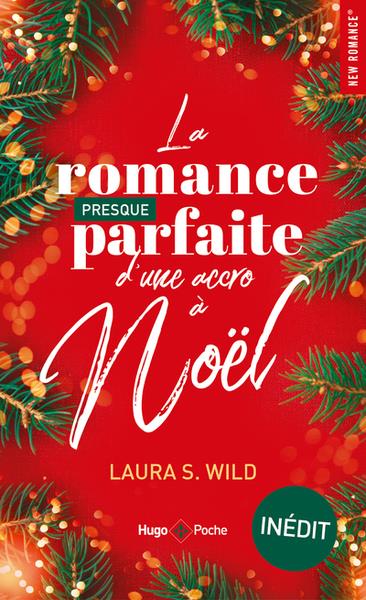 NEW ROMANCE®
La
romance
PRESQUE
parfaite
d'une accro
à
Noël
LAURA S. WILD
Hugo Poche
INÉDIT